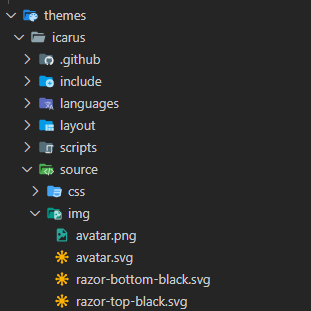 themes
icarus
.github
include
languages
layout
scripts
source
css
img
avatar.png
avatar.svg
razor-bottom-black.svg
razor-top-black.svg